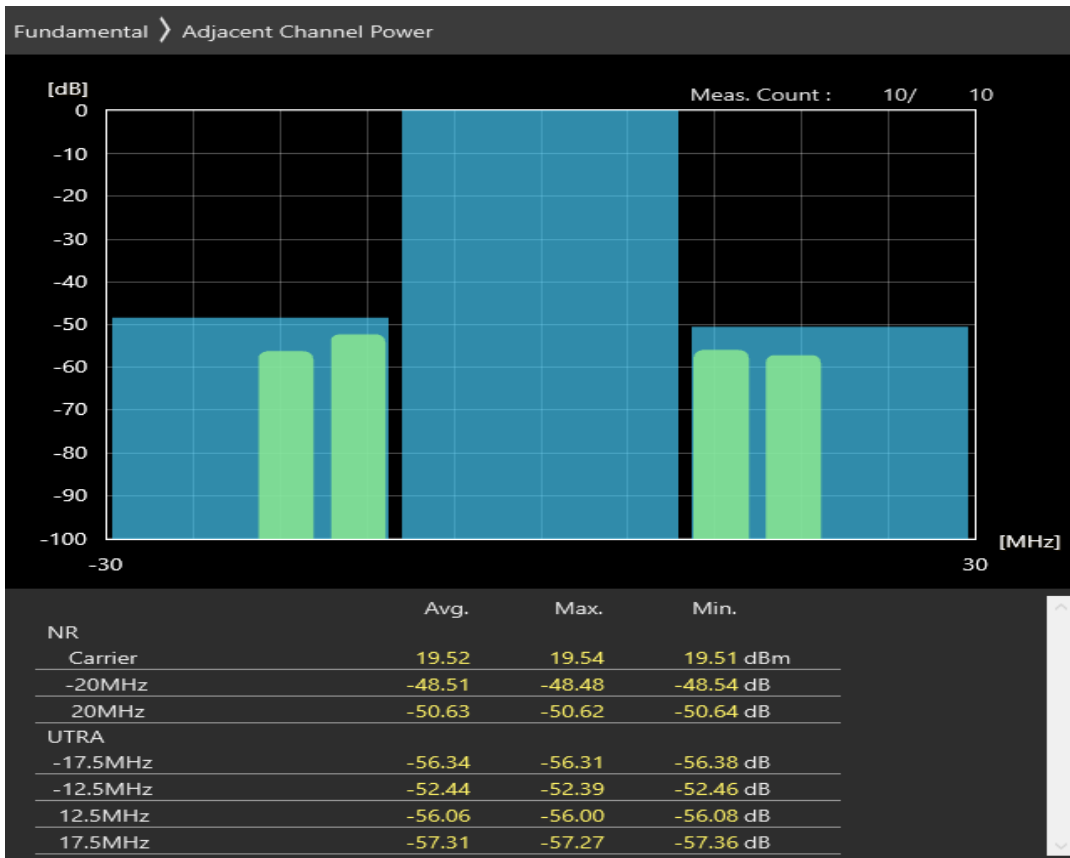 Fundamental 〉 Adjacent Channel Power
[dB]
Meas. Count : 10/ 10
0
-10
-20
-30
-40
-50
-60
-70
-80
-90
-100
[MHz]
-30 30
Avg. Max. Min.
NR
Carrier 19.52 19.54 19.51 dBm
-20MHz -48.51 -48.48 -48.54 dB
20MHz -50.63 -50.62 -50.64 dB
UTRA
-17.5MHz -56.34 -56.31 -56.38 dB
-12.5MHz -52.44 -52.39 -52.46 dB
12.5MHz -56.06 -56.00 -56.08 dB
17.5MHz -57.31 -57.27 -57.36 dB